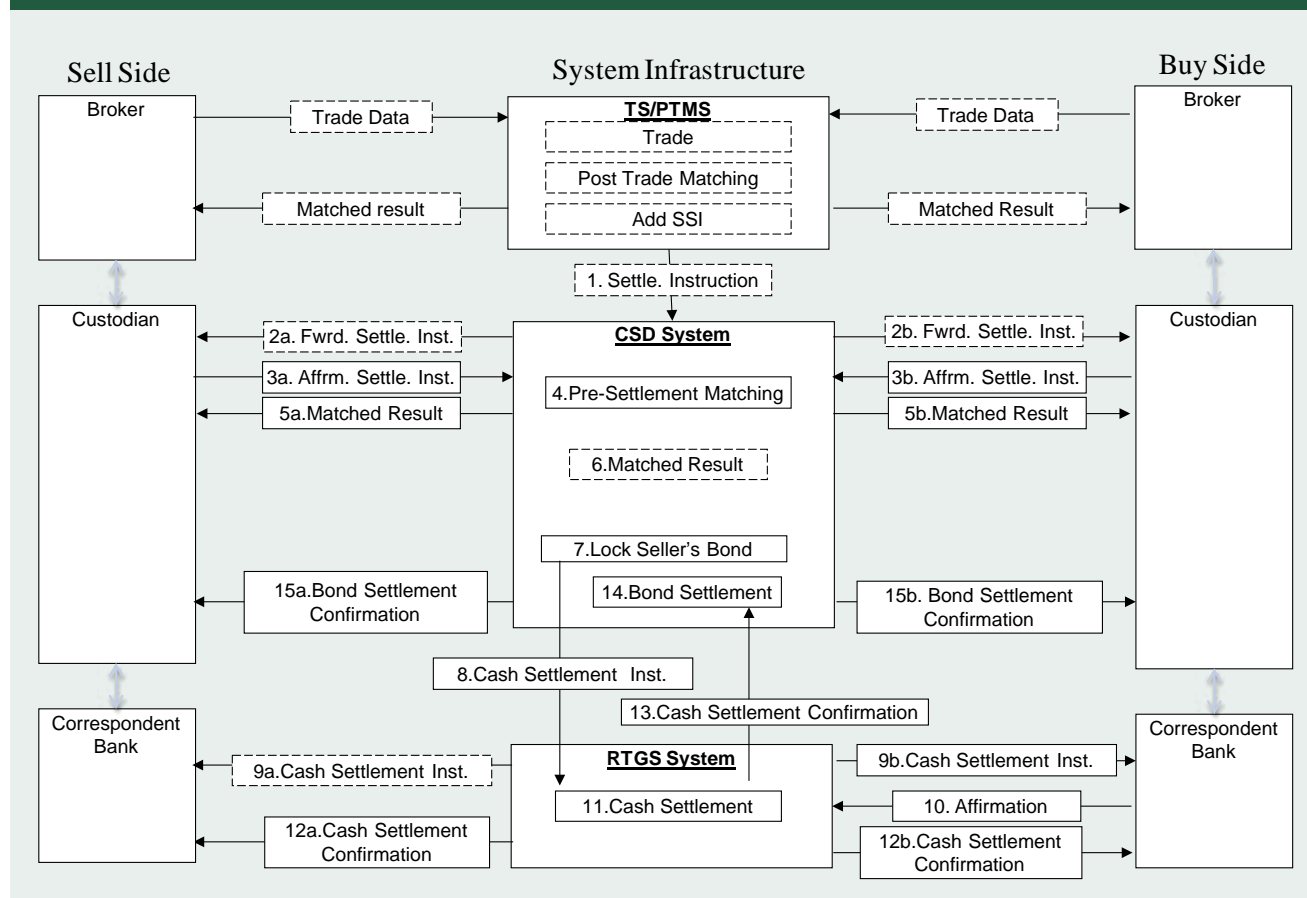 Sell Side
System Infrastructure
Buy Side
Broker
Trade Data
TS/PTMS
Trade
Post Trade Matching
Add SSI
Trade Data
Broker
Matched result
Matched Result
1. Settle. Instruction
Custodian
2a. Fwrd. Settle. Inst.
CSD System
2b. Fwrd. Settle. Inst.
Custodian
3a. Affrm. Settle. Inst.
3b. Affrm. Settle. Inst.
4.Pre-Settlement Matching
5a.Matched Result
5b.Matched Result
6.Matched Result
7.Lock Seller's Bond
15a.Bond Settlement
Confirmation
14.Bond Settlement
15b. Bond Settlement
Confirmation
8.Cash Settlement Inst.
13.Cash Settlement Confirmation
Correspondent
Bank
RTGS System
Correspondent
Bank
9a.Cash Settlement Inst.
9b.Cash Settlement Inst.
11.Cash Settlement
10. Affirmation
12a.Cash Settlement
Confirmation
12b.Cash Settlement
Confirmation